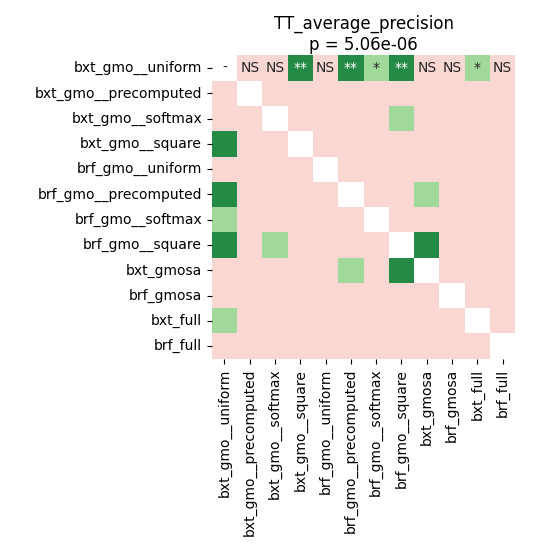 TT_average_precision
p = 5.06e-06
bxt_gmo__uniform - NS NS ** NS ** * ** NS NS * NS
bxt_gmo__precomputed
bxt_gmo__softmax
bxt_gmo__square
brf_gmo__uniform
brf_gmo__precomputed
brf_gmo__softmax
brf_gmo__square
bxt_gmosa
brf_gmosa
bxt_full
brf_full
bxt_gmo__uniform
bxt_gmo__precomputed
bxt_gmo__softmax
bxt_gmo__square
brf_gmo__uniform
brf_gmo__precomputed
brf_gmo__softmax
brf_gmo__square
bxt_gmosa
brf_gmosa
bxt_full
brf_full